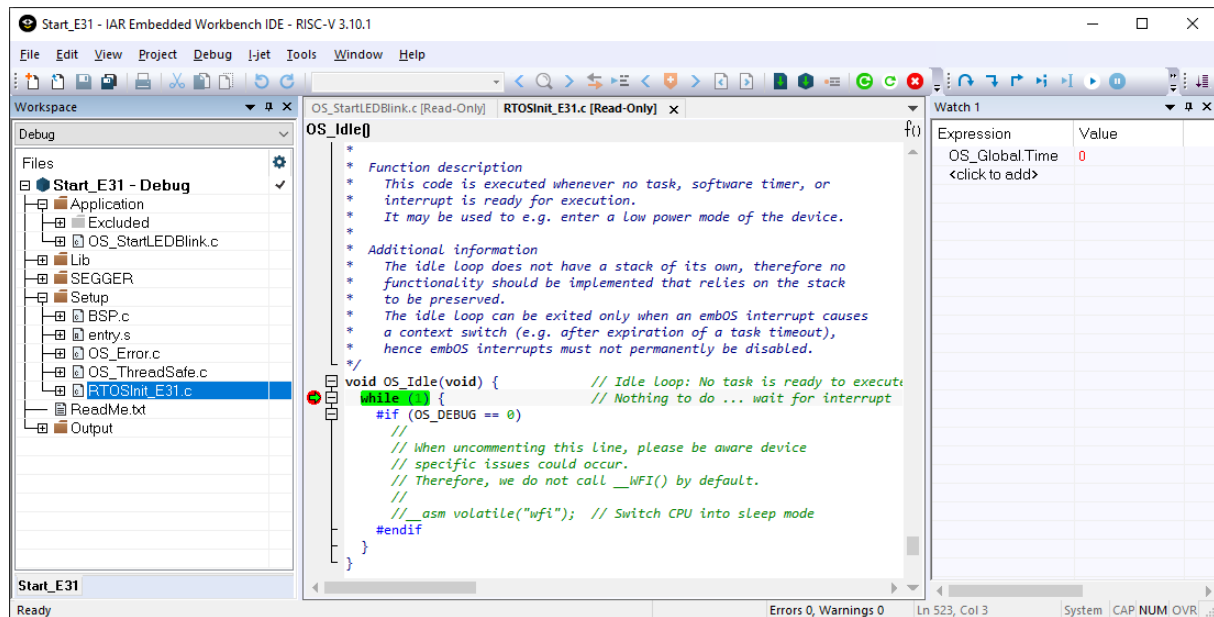 Start_E31 - IAR Embedded Workbench IDE - RISC-V 3.10.1
File Edit View Project Debug I-jet Tools Window Help
Workspace
Debug
Files
Start_E31 - Debug
Application
Excluded
OS_StartLEDBlink.c
Lib
SEGGER
Setup
BSP.c
entry.s
OS_Error.c
OS_ThreadSafe.c
RTOSInit_E31.c
ReadMe.txt
Output
Start_E31
OS_StartLEDBlink.c [Read-Only] RTOSInit_E31.c [Read-Only]
OS_Idle() f()
*
* Function description
* This code is executed whenever no task, software timer, or
* interrupt is ready for execution.
* It may be used to e.g. enter a low power mode of the device.
*
* Additional information
* The idle loop does not have a stack of its own, therefore no
* functionality should be implemented that relies on the stack
* to be preserved.
* The idle loop can be exited only when an embOS interrupt causes
* a context switch (e.g. after expiration of a task timeout),
* hence embOS interrupts must not permanently be disabled.
*/
void OS_Idle(void) { // Idle loop: No task is ready to execute
while (1) { // Nothing to do ... wait for interrupt
#if (OS_DEBUG == 0)
//
// When uncommenting this line, please be aware device
// specific issues could occur.
// Therefore, we do not call __WFI() by default.
//
//__asm volatile("wfi"); // Switch CPU into sleep mode
#endif
}
}
Watch 1
Expression Value
OS_Global.Time 0
<click to add>
Ready Errors 0, Warnings 0 Ln 523, Col 3 System CAP NUM OVR